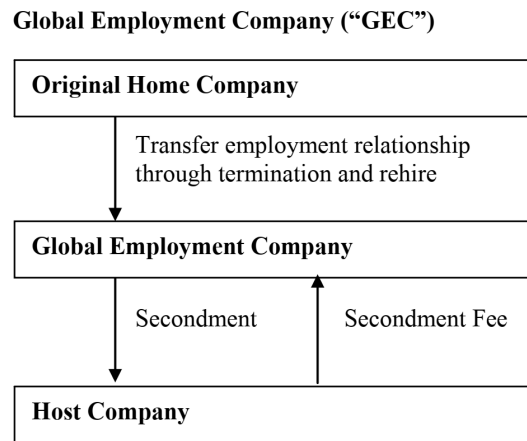 Global Employment Company (“GEC”)
Original Home Company
Transfer employment relationship
through termination and rehire
Global Employment Company
Secondment
Secondment Fee
Host Company